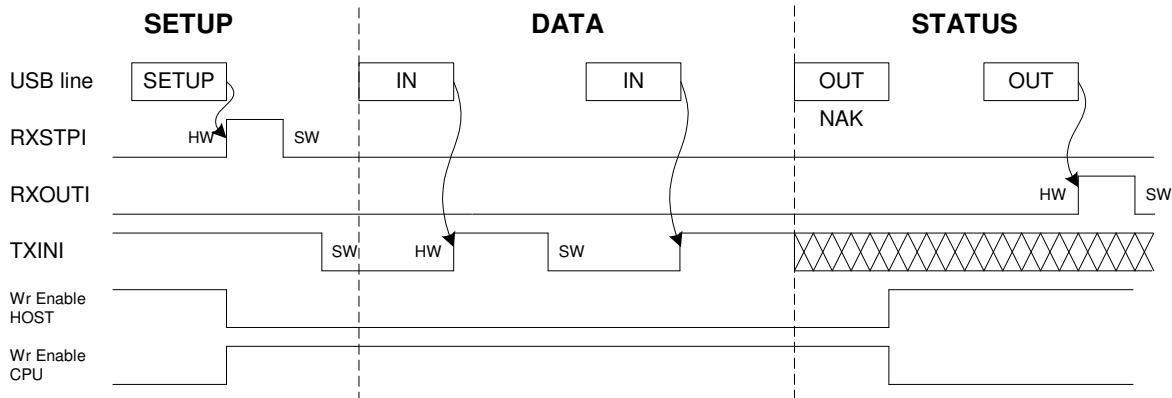 SETUP DATA STATUS
USB line SETUP IN IN OUT OUT
NAK
RXSTPI HW SW
RXOUTI HW SW
TXINI SW HW SW
Wr Enable
HOST
Wr Enable
CPU